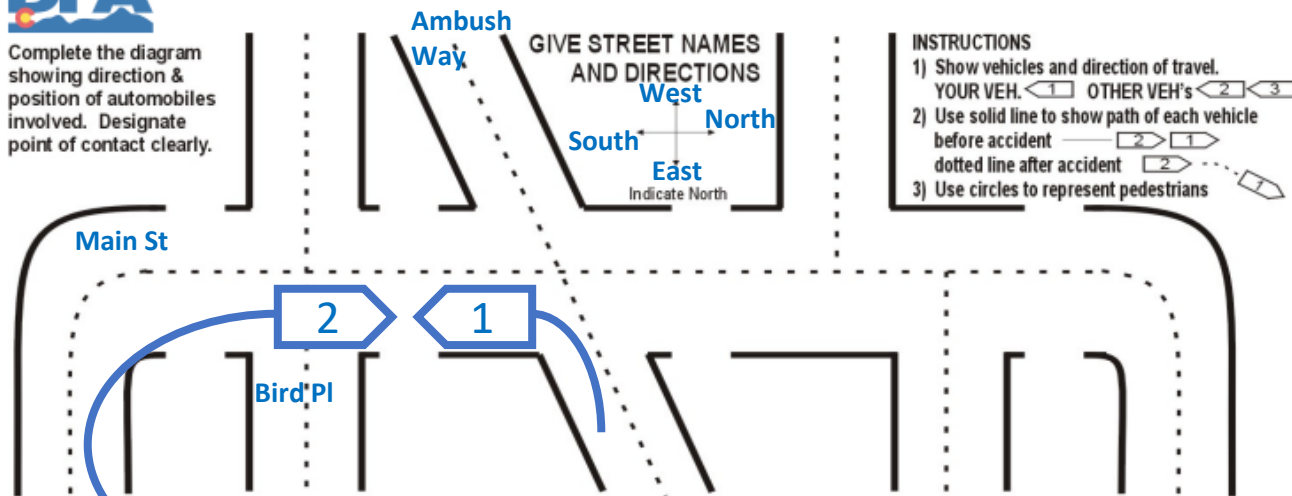 DFA
Complete the diagram
showing direction &
position of automobiles
involved. Designate
point of contact clearly.
Ambush
Way
GIVE STREET NAMES
AND DIRECTIONS
West
South
North
East
Indicate North
INSTRUCTIONS
1) Show vehicles and direction of travel.
YOUR VEH. 1 OTHER VEH's 2 3
2) Use solid line to show path of each vehicle
before accident 2 1
dotted line after accident 2 1
3) Use circles to represent pedestrians
Main St
2 1
Bird Pl